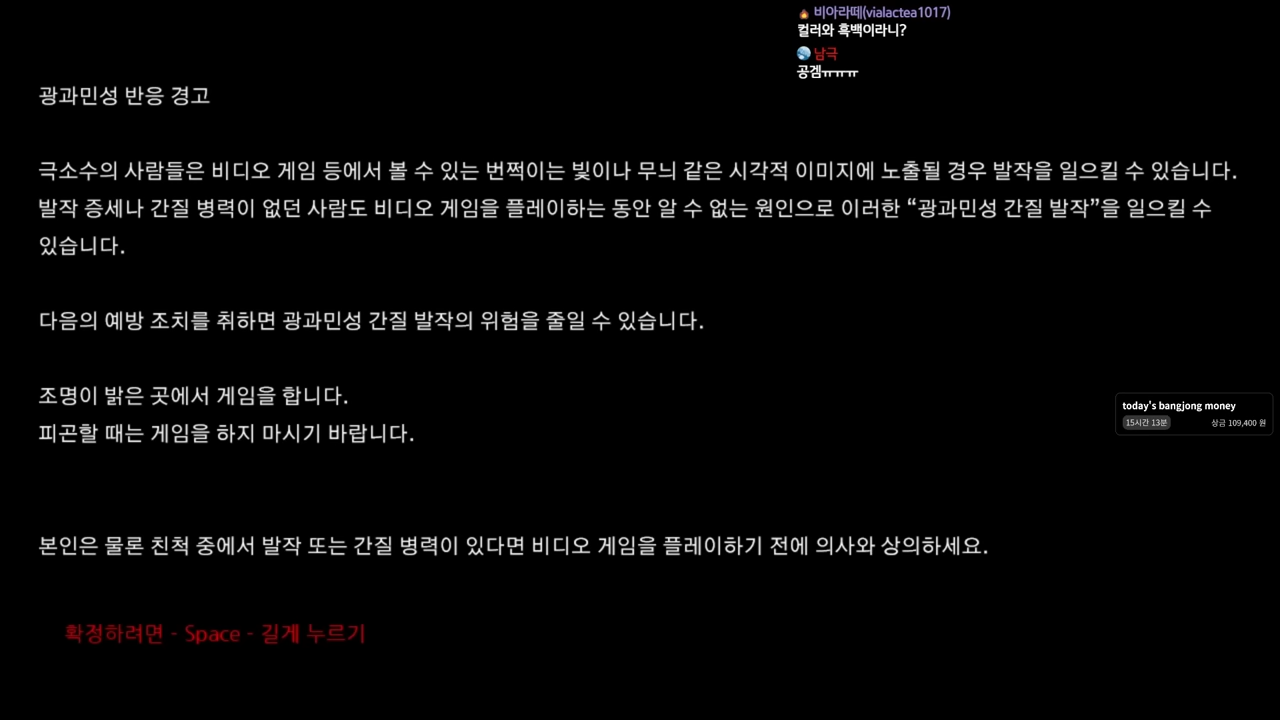 비아라떼(vialactea1017)
컬러와 흑백이라니?
남극
공겜ㅠㅠㅠ
광과민성 반응 경고
극소수의 사람들은 비디오 게임 등에서 볼 수 있는 번쩍이는 빛이나 무늬 같은 시각적 이미지에 노출될 경우 발작을 일으킬 수 있습니다.
발작 증세나 간질 병력이 없던 사람도 비디오 게임을 플레이하는 동안 알 수 없는 원인으로 이러한 “광과민성 간질 발작”을 일으킬 수
있습니다.
다음의 예방 조치를 취하면 광과민성 간질 발작의 위험을 줄일 수 있습니다.
조명이 밝은 곳에서 게임을 합니다.
피곤할 때는 게임을 하지 마시기 바랍니다.
today's bangjong money
15시간 13분 상금 109,400 원
본인은 물론 친척 중에서 발작 또는 간질 병력이 있다면 비디오 게임을 플레이하기 전에 의사와 상의하세요.
확정하려면 - Space - 길게 누르기